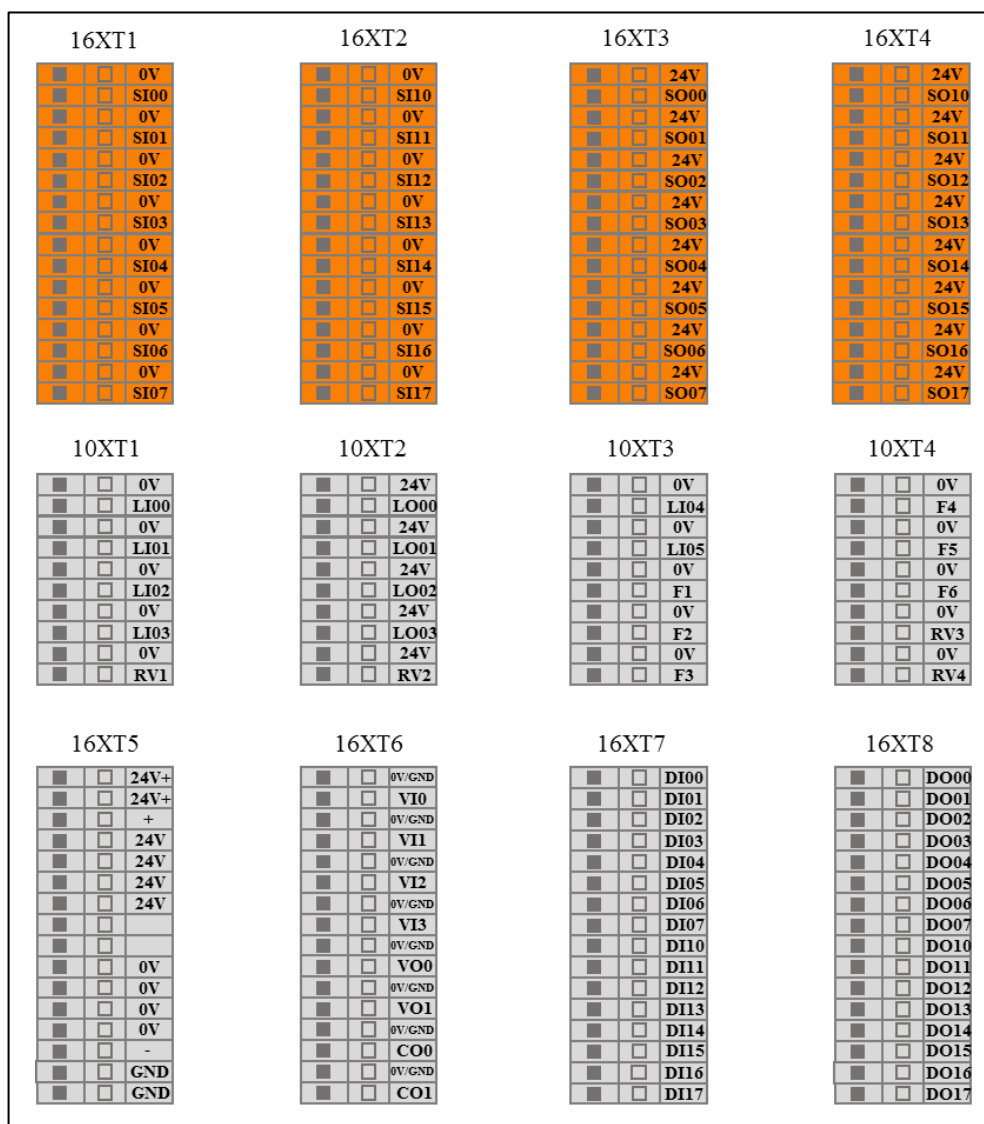 16XT1 16XT2 16XT3 16XT4
0V 0V 24V 24V
SI00 SI10 SO00 SO10
0V 0V 24V 24V
SI01 SI11 SO01 SO11
0V 0V 24V 24V
SI02 SI12 SO02 SO12
0V 0V 24V 24V
SI03 SI13 SO03 SO13
0V 0V 24V 24V
SI04 SI14 SO04 SO14
0V 0V 24V 24V
SI05 SI15 SO05 SO15
0V 0V 24V 24V
SI06 SI16 SO06 SO16
0V 0V 24V 24V
SI07 SI17 SO07 SO17
10XT1 10XT2 10XT3 10XT4
0V 24V 0V 0V
LI00 LO00 LI04 F4
0V 24V 0V 0V
LI01 LO01 LI05 F5
0V 24V 0V 0V
LI02 LO02 F1 F6
0V 24V 0V 0V
LI03 LO03 F2 RV3
0V 24V 0V 0V
RV1 RV2 F3 RV4
16XT5 16XT6 16XT7 16XT8
24V+ 0V/GND DI00 DO00
24V+ VI0 DI01 DO01
+ 0V/GND DI02 DO02
24V VI1 DI03 DO03
24V 0V/GND DI04 DO04
24V VI2 DI05 DO05
24V 0V/GND DI06 DO06
VI3 DI07 DO07
0V/GND DI10 DO10
0V VO0 DI11 DO11
0V 0V/GND DI12 DO12
0V VO1 DI13 DO13
0V 0V/GND DI14 DO14
- CO0 DI15 DO15
GND 0V/GND DI16 DO16
GND CO1 DI17 DO17